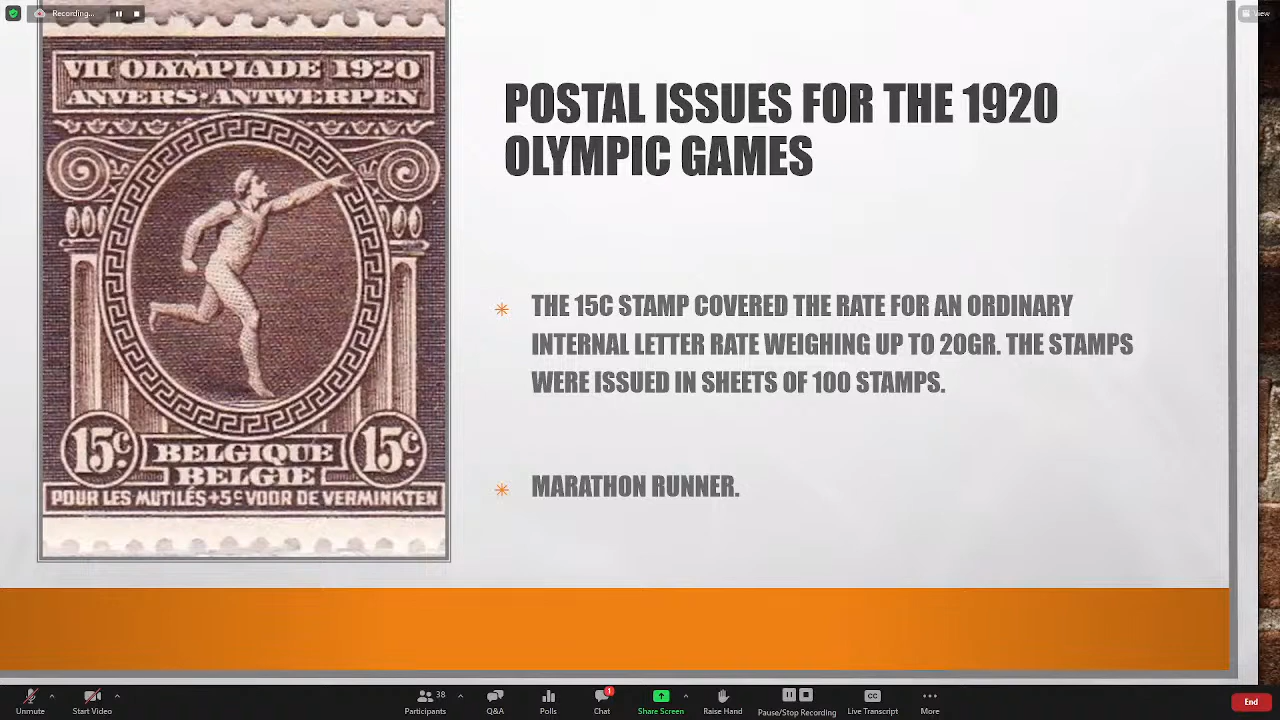 Recording...
View
VII OLYMPIADE 1920
ANVERS·ANTWERPEN
15c
15c
BELGIQUE
BELGIË
POUR LES MUTILÉS+5c VOOR DE VERMINKTEN
POSTAL ISSUES FOR THE 1920
OLYMPIC GAMES
THE 15C STAMP COVERED THE RATE FOR AN ORDINARY
INTERNAL LETTER RATE WEIGHING UP TO 20GR. THE STAMPS
WERE ISSUED IN SHEETS OF 100 STAMPS.
MARATHON RUNNER.
Unmute
Start Video
38
Participants
Q&A
Polls
1
Chat
Share Screen
Raise Hand
Pause/Stop Recording
CC
Live Transcript
More
End